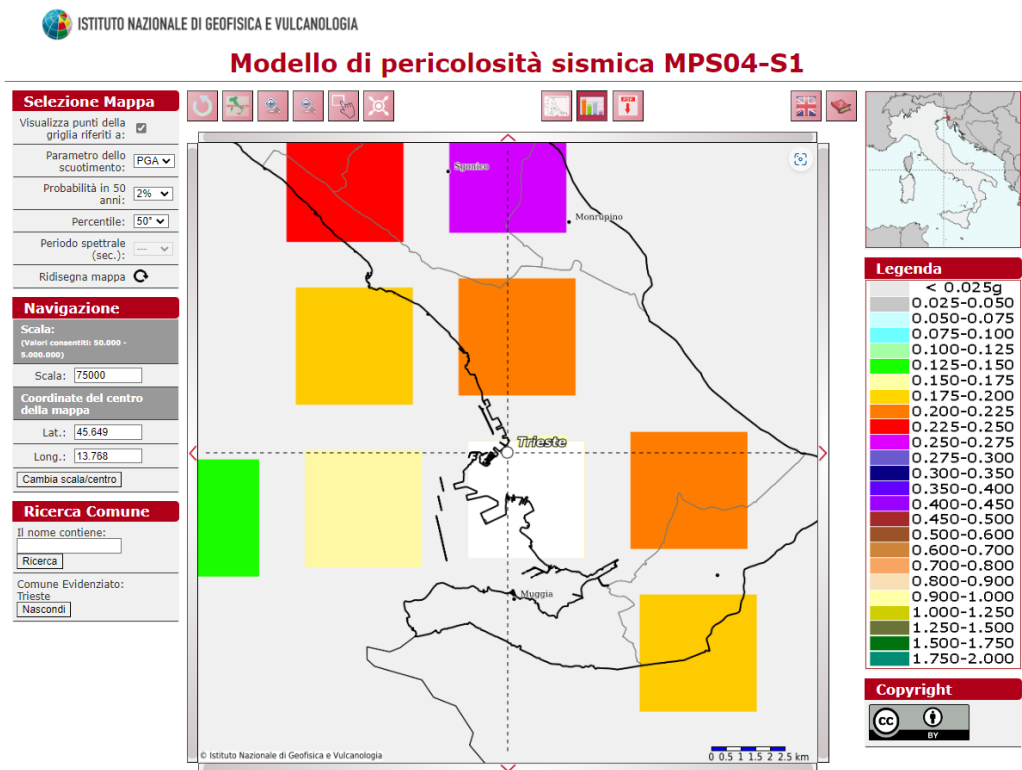 ISTITUTO NAZIONALE DI GEOFISICA E VULCANOLOGIA
Modello di pericolosità sismica MPS04-S1
Selezione Mappa
Visualizza punti della
griglia riferiti a:
Parametro dello
scuotimento:
PGA
Probabilità in 50
anni:
2%
Percentile:
50°
Periodo spettrale
(sec.):
---
Ridisegna mappa
Navigazione
Scala:
(Valori consentiti: 50.000 -
5.000.000)
Scala: 75000
Coordinate del centro
della mappa
Lat.: 45.649
Long.: 13.768
Cambia scala/centro
Ricerca Comune
Il nome contiene:
Ricerca
Comune Evidenziato:
Trieste
Nascondi
Sgonico
Monrupino
Trieste
Muggia
© Istituto Nazionale di Geofisica e Vulcanologia
0 0.5 1 1.5 2 2.5 km
Legenda
< 0.025g
0.025-0.050
0.050-0.075
0.075-0.100
0.100-0.125
0.125-0.150
0.150-0.175
0.175-0.200
0.200-0.225
0.225-0.250
0.250-0.275
0.275-0.300
0.300-0.350
0.350-0.400
0.400-0.450
0.450-0.500
0.500-0.600
0.600-0.700
0.700-0.800
0.800-0.900
0.900-1.000
1.000-1.250
1.250-1.500
1.500-1.750
1.750-2.000
Copyright
cc
BY